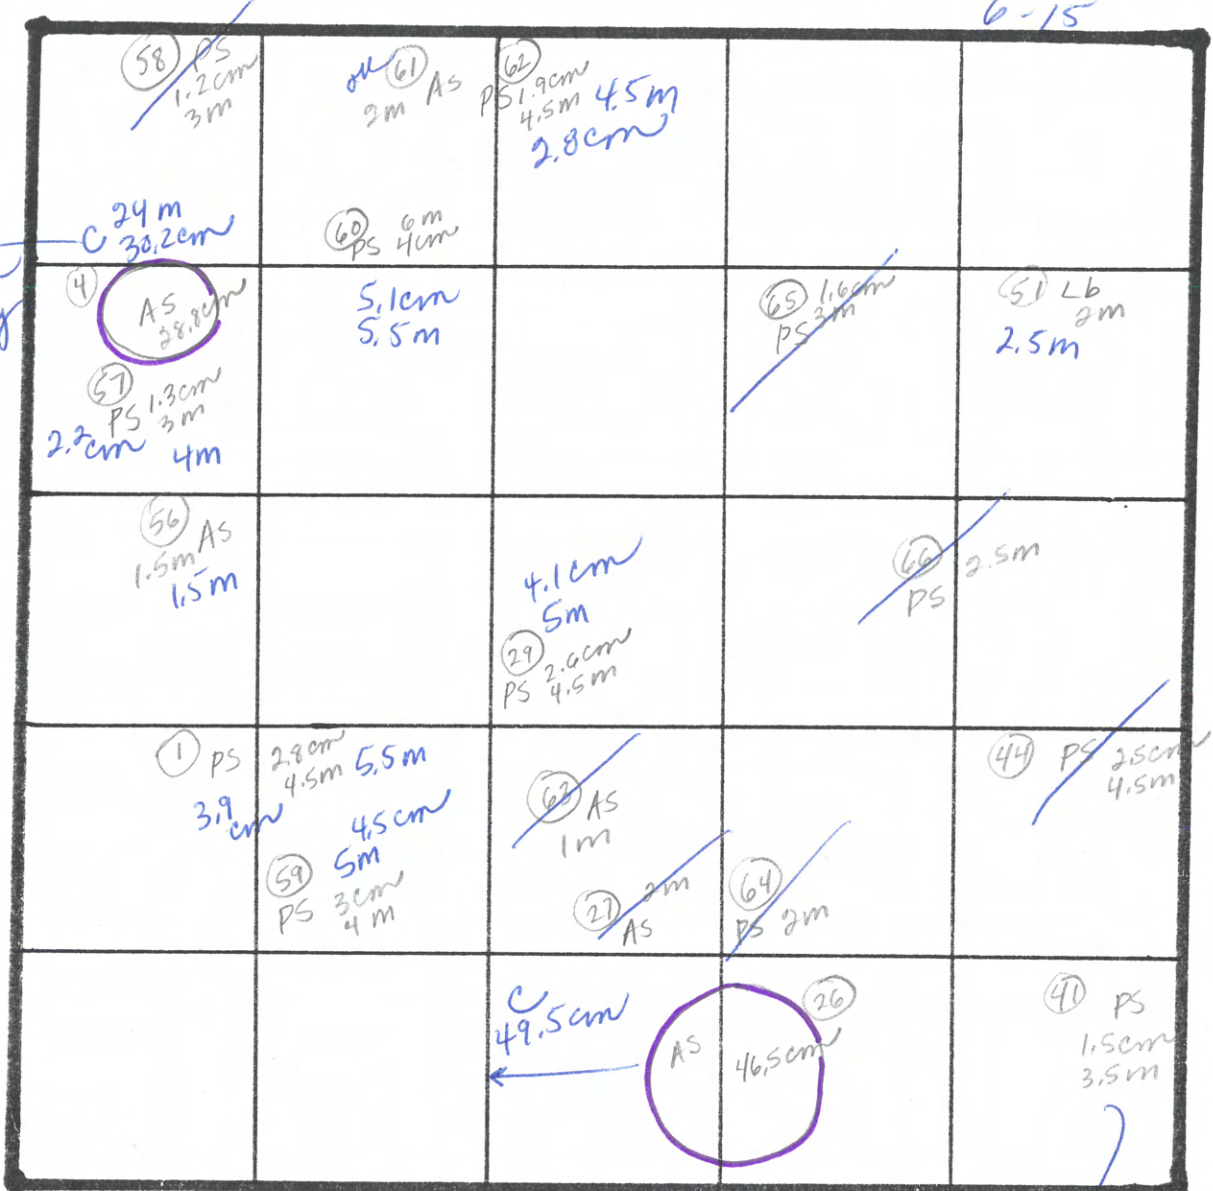 6-15
58 PS
1.2cm
3m
ok 61 AS
2m
62
PS 1.9cm
4.5m 4.5m
2.8cm
24m
C 30.2cm
60 6m
PS 4cm
4
AS
28.8cm
5.1cm
5.5m
65 1.6cm
PS 3m
51 Lb
2m
2.5m
57
PS 1.3cm
3m
2.2cm 4m
56 AS
1.5m
1.5m
4.1cm
5m
29 2.6cm
PS 4.5m
66 2.5m
PS
1 PS 2.8cm
4.5m 5.5m
3.9
cm
4.5cm
5m
59 3cm
PS 4m
63 AS
1m
27 2m
AS
64
PS 2m
44 PS 2.5cm
4.5m
C
49.5cm
26
AS 46.5cm
41 PS
1.5cm
3.5m